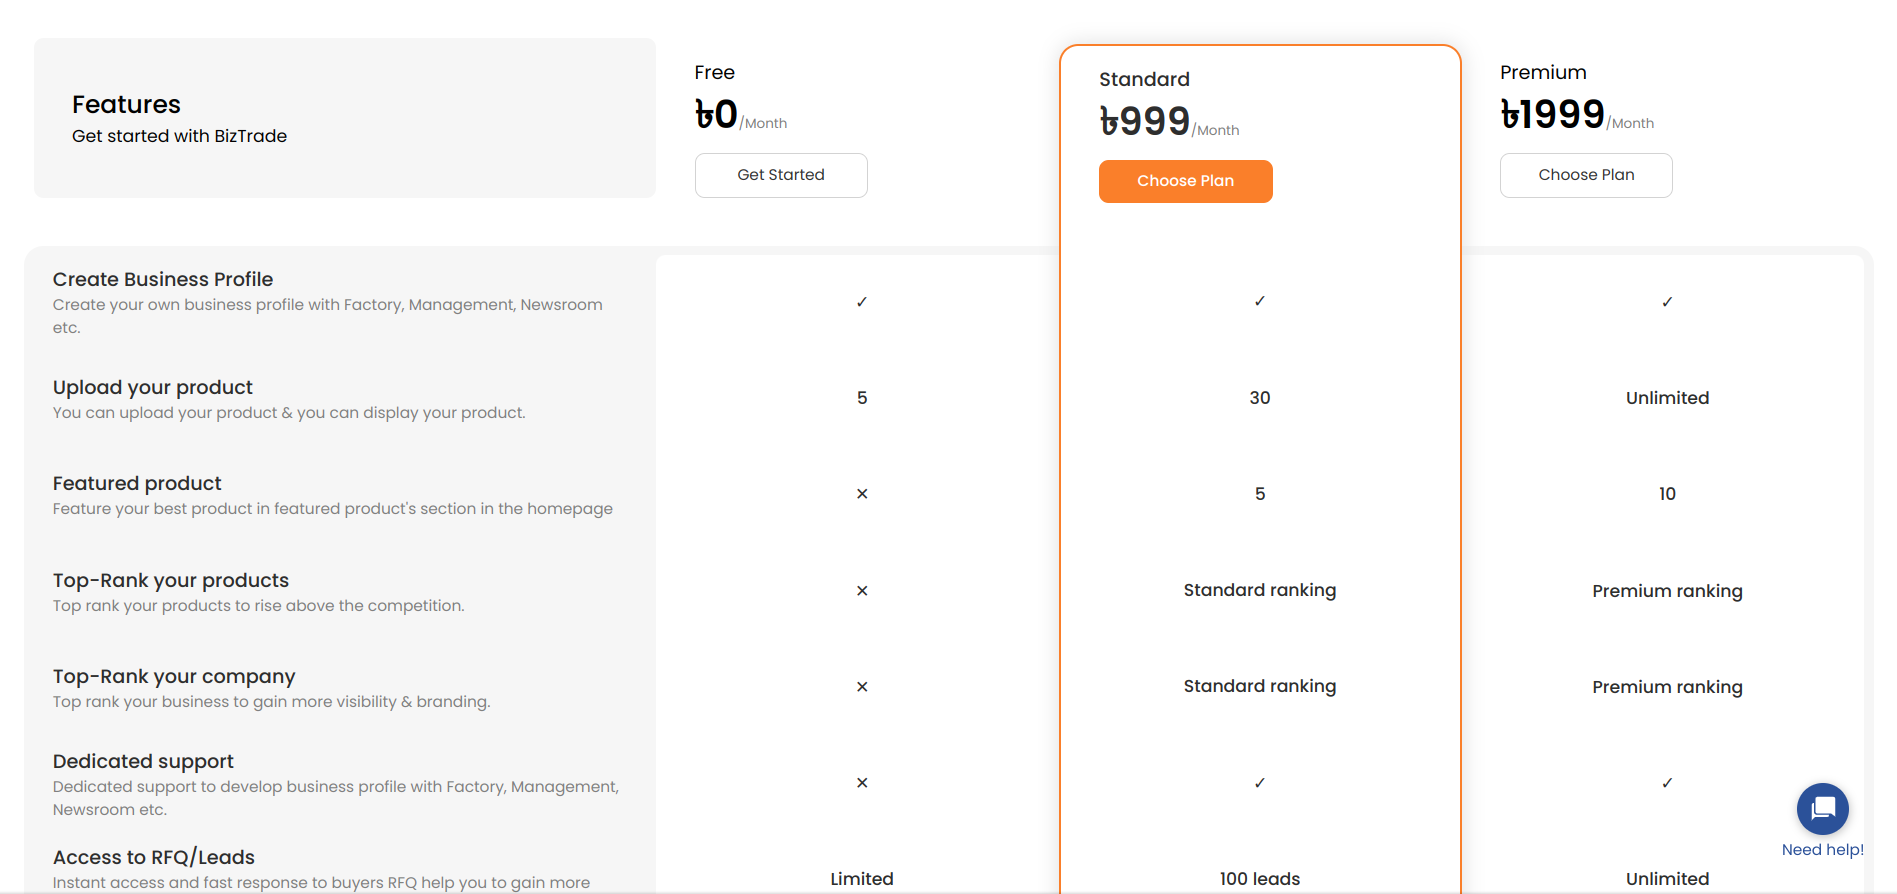 Features
Get started with BizTrade
Free
৳0/Month
Get Started
Standard
৳999/Month
Choose Plan
Premium
৳1999/Month
Choose Plan
Create Business Profile
Create your own business profile with Factory, Management, Newsroom
etc.
✓ ✓ ✓
Upload your product
You can upload your product & you can display your product.
5 30 Unlimited
Featured product
Feature your best product in featured product's section in the homepage
✕ 5 10
Top-Rank your products
Top rank your products to rise above the competition.
✕ Standard ranking Premium ranking
Top-Rank your company
Top rank your business to gain more visibility & branding.
✕ Standard ranking Premium ranking
Dedicated support
Dedicated support to develop business profile with Factory, Management,
Newsroom etc.
✕ ✓ ✓
Need help!
Access to RFQ/Leads
Instant access and fast response to buyers RFQ help you to gain more
Limited 100 leads Unlimited